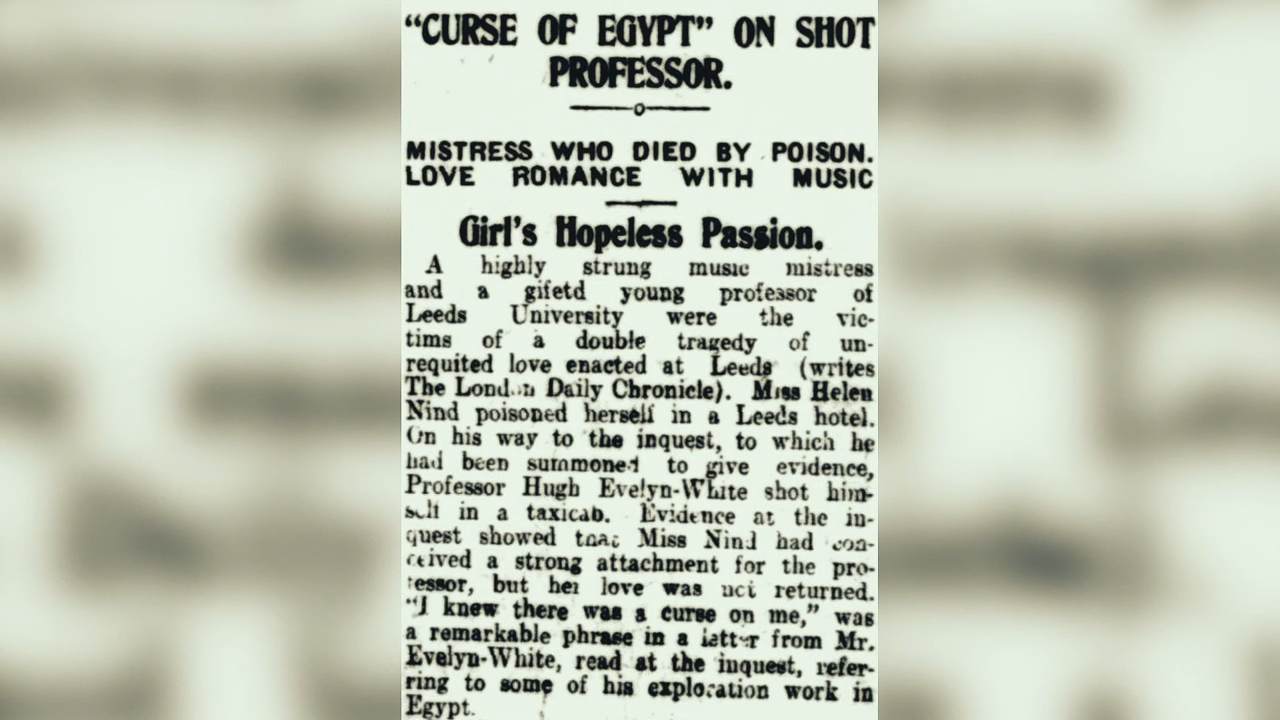 "CURSE OF EGYPT" ON SHOT
PROFESSOR.
MISTRESS WHO DIED BY POISON.
LOVE ROMANCE WITH MUSIC
Girl's Hopeless Passion.
A highly strung music mistress
and a gifetd young professor of
Leeds University were the vic-
tims of a double tragedy of un-
requited love enacted at Leeds (writes
The London Daily Chronicle). Miss Helen
Nind poisoned herself in a Leeds hotel.
On his way to the inquest, to which he
had been summoned to give evidence,
Professor Hugh Evelyn-White shot him-
self in a taxicab. Evidence at the in-
quest showed that Miss Nind had con-
ceived a strong attachment for the pro-
fessor, but her love was not returned.
"I knew there was a curse on me," was
a remarkable phrase in a letter from Mr.
Evelyn-White, read at the inquest, refer-
ring to some of his exploration work in
Egypt.